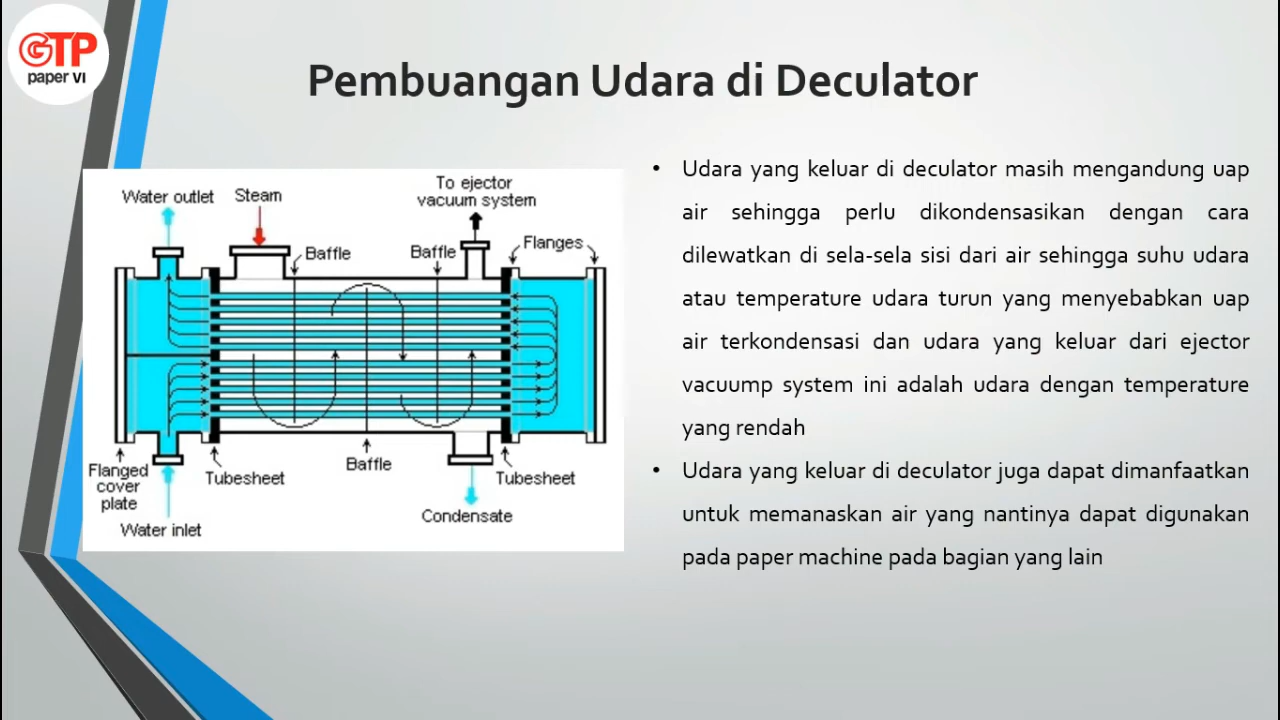 GTP
paper VI
Pembuangan Udara di Deculator
Water outlet
Steam
To ejector
vacuum system
Baffle
Baffle
Flanges
Flanged
cover
plate
Tubesheet
Baffle
Tubesheet
Water inlet
Condensate
• Udara yang keluar di deculator masih mengandung uap
air sehingga perlu dikondensasikan dengan cara
dilewatkan di sela-sela sisi dari air sehingga suhu udara
atau temperature udara turun yang menyebabkan uap
air terkondensasi dan udara yang keluar dari ejector
vacuump system ini adalah udara dengan temperature
yang rendah
• Udara yang keluar di deculator juga dapat dimanfaatkan
untuk memanaskan air yang nantinya dapat digunakan
pada paper machine pada bagian yang lain